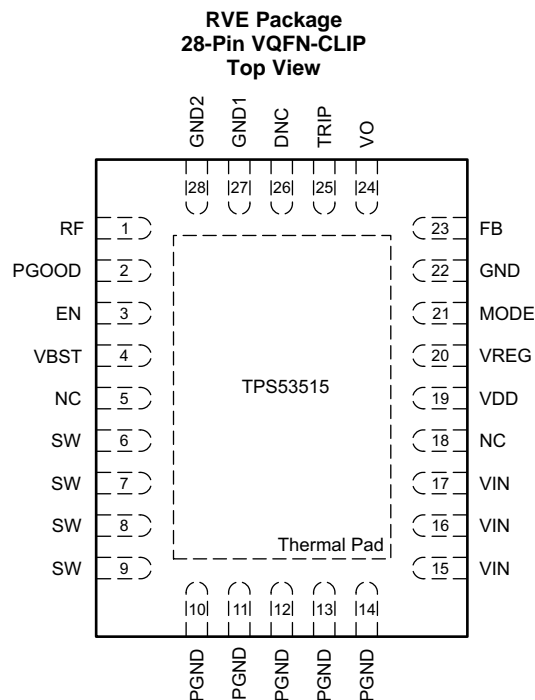 RVE Package
28-Pin VQFN-CLIP
Top View
GND2
GND1
DNC
TRIP
VO
28
27
26
25
24
RF 1
PGOOD 2
EN 3
VBST 4
NC 5
SW 6
SW 7
SW 8
SW 9
23 FB
22 GND
21 MODE
20 VREG
19 VDD
18 NC
17 VIN
16 VIN
15 VIN
TPS53515
Thermal Pad
10
11
12
13
14
PGND
PGND
PGND
PGND
PGND